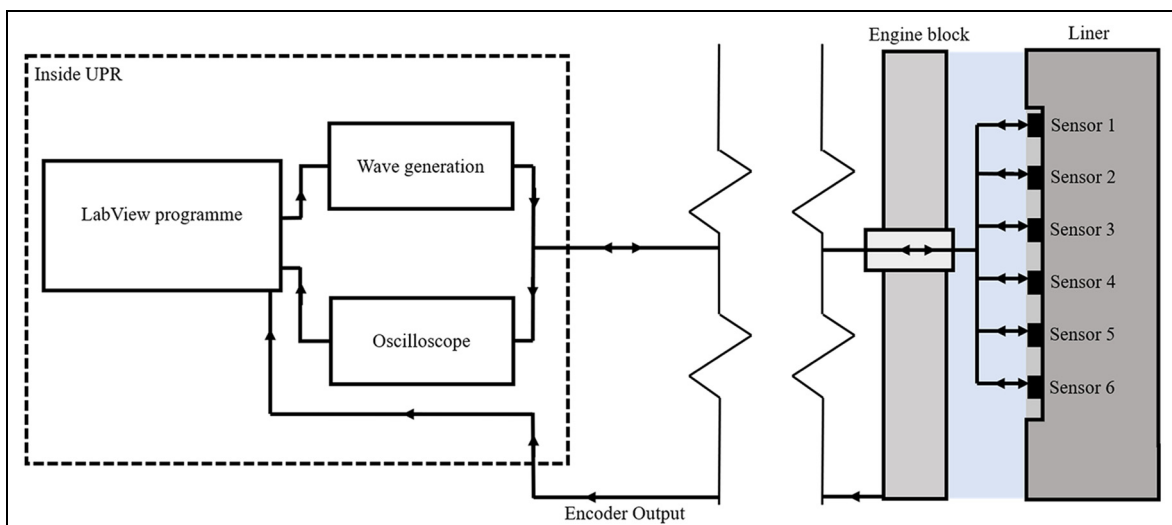 Engine block
Liner
Inside UPR
Wave generation
LabView programme
Oscilloscope
Encoder Output
Sensor 1
Sensor 2
Sensor 3
Sensor 4
Sensor 5
Sensor 6